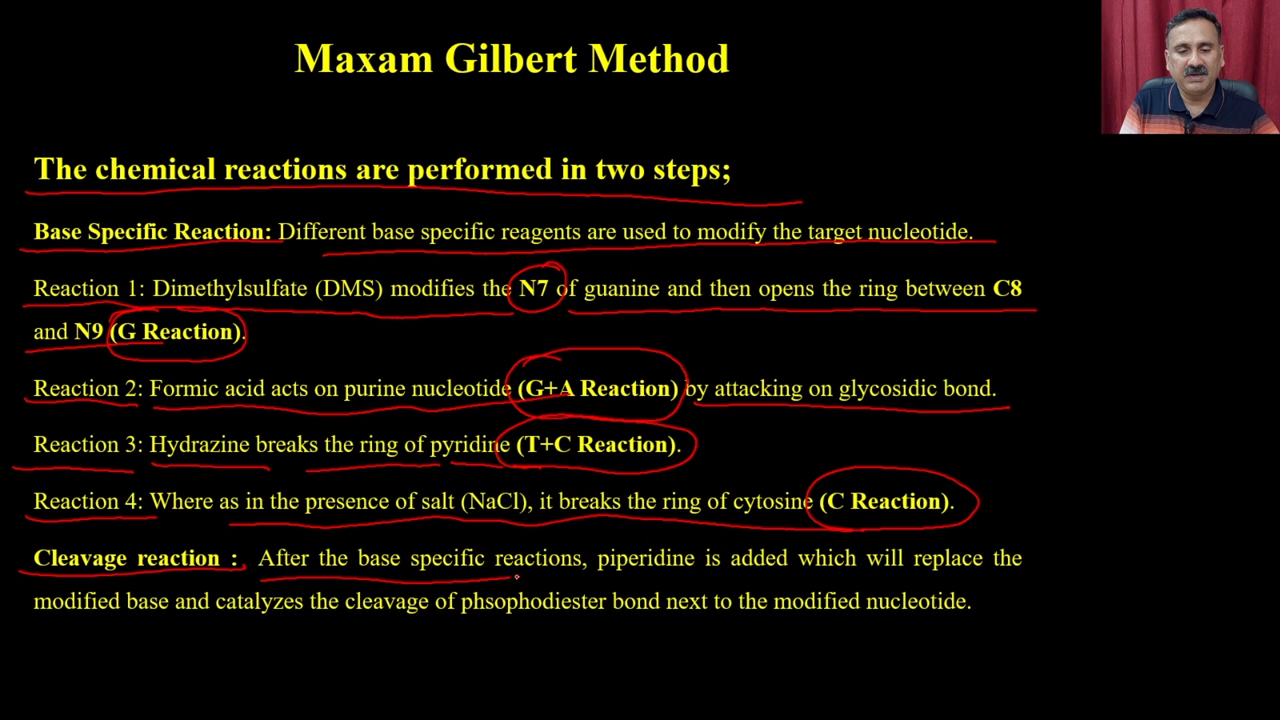 Maxam Gilbert Method
The chemical reactions are performed in two steps;
Base Specific Reaction: Different base specific reagents are used to modify the target nucleotide.
Reaction 1: Dimethylsulfate (DMS) modifies the N7 of guanine and then opens the ring between C8
and N9 (G Reaction).
Reaction 2: Formic acid acts on purine nucleotide (G+A Reaction) by attacking on glycosidic bond.
Reaction 3: Hydrazine breaks the ring of pyridine (T+C Reaction).
Reaction 4: Where as in the presence of salt (NaCl), it breaks the ring of cytosine (C Reaction).
Cleavage reaction : After the base specific reactions, piperidine is added which will replace the
modified base and catalyzes the cleavage of phsophodiester bond next to the modified nucleotide.